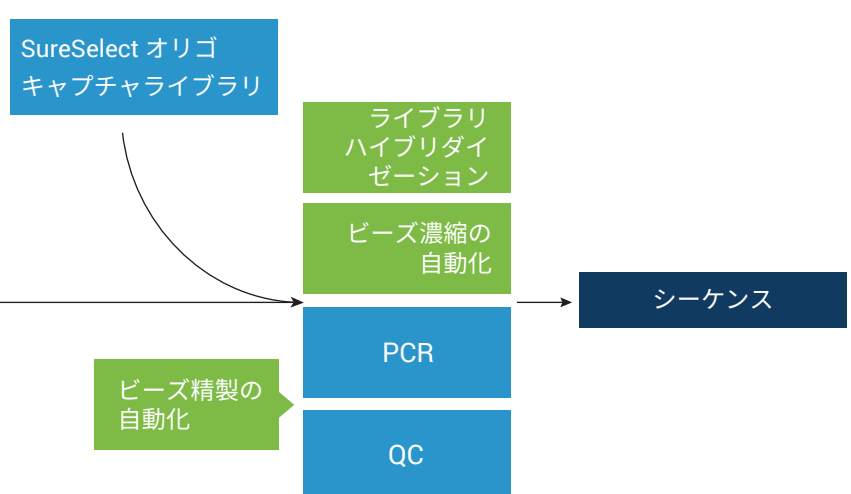 SureSelect オリゴ
キャプチャライブラリ
ライブラリ
ハイブリダイ
ゼーション
ビーズ濃縮の
自動化
シーケンス
PCR
ビーズ精製の
自動化
QC